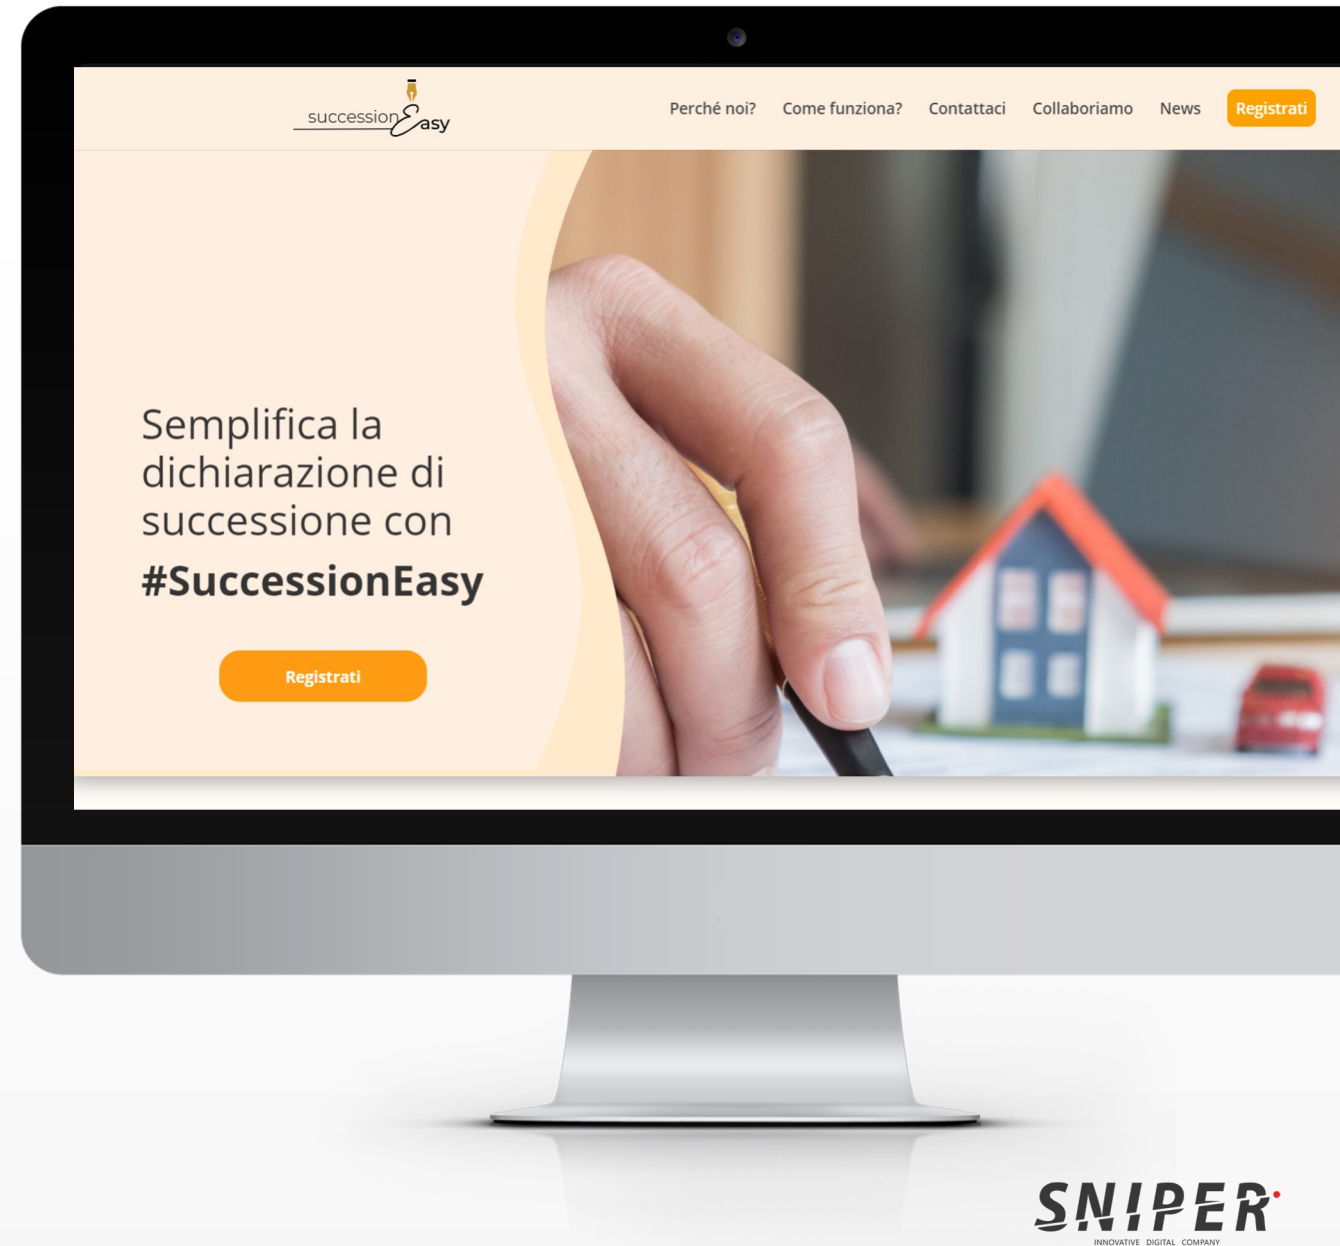 successionEasy
Perché noi? Come funziona? Contattaci Collaboriamo News Registrati
Semplifica la
dichiarazione di
successione con
#SuccessionEasy
Registrati
SNIPER
INNOVATIVE DIGITAL COMPANY